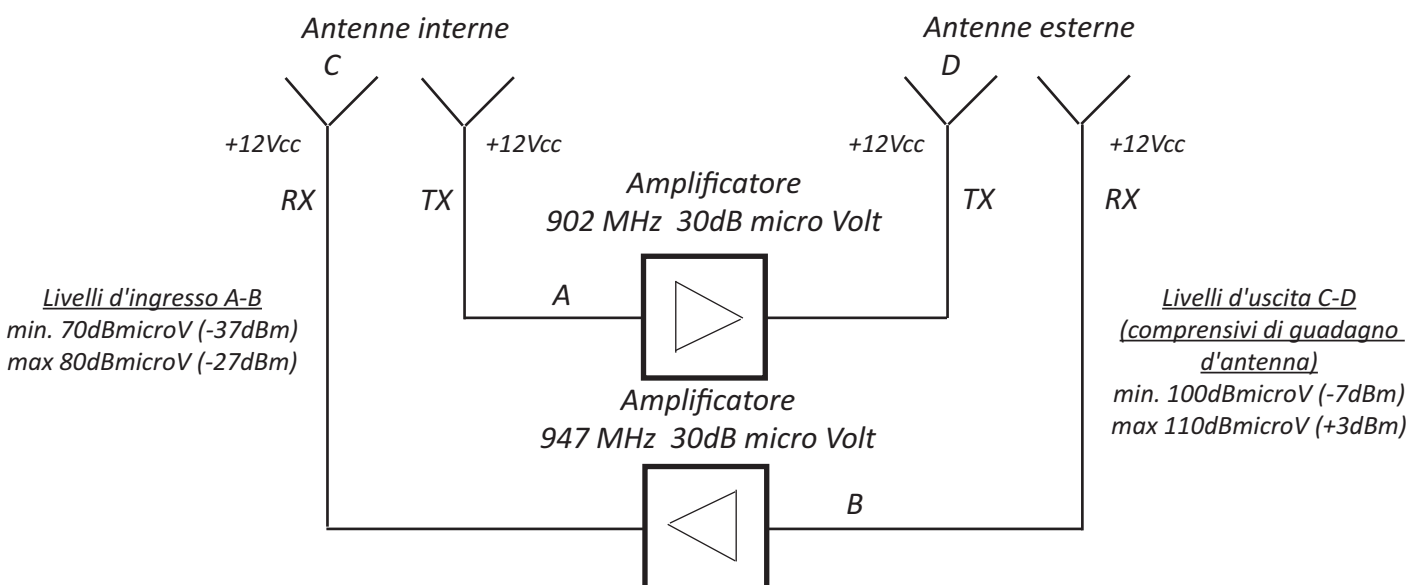 Antenne interne
C
Antenne esterne
D
+12Vcc
+12Vcc
+12Vcc
+12Vcc
RX
TX
TX
RX
Amplificatore
902 MHz 30dB micro Volt
A
Livelli d'ingresso A-B
min. 70dBmicroV (-37dBm)
max 80dBmicroV (-27dBm)
Livelli d'uscita C-D
(comprensivi di guadagno
d'antenna)
min. 100dBmicroV (-7dBm)
max 110dBmicroV (+3dBm)
Amplificatore
947 MHz 30dB micro Volt
B